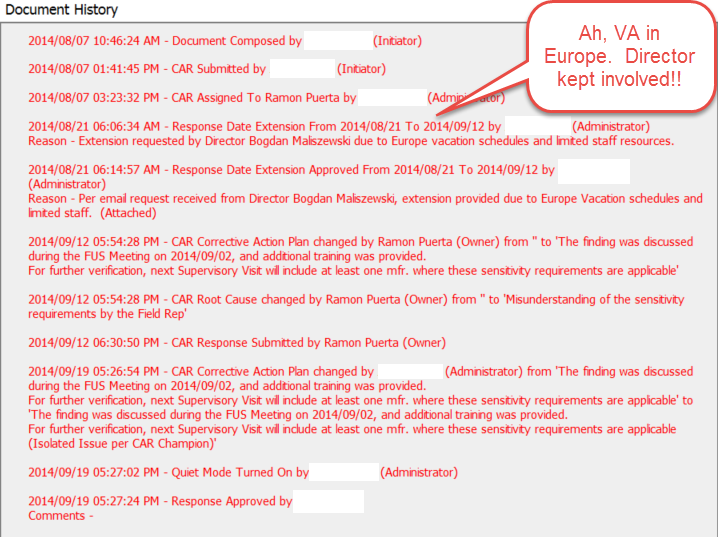 Document History
Ah, VA in
Europe. Director
kept involved!!
2014/08/07 10:46:24 AM - Document Composed by (Initiator)
2014/08/07 01:41:45 PM - CAR Submitted by (Initiator)
2014/08/07 03:23:32 PM - CAR Assigned To Ramon Puerta by (Administrator)
2014/08/21 06:06:34 AM - Response Date Extension From 2014/08/21 To 2014/09/12 by (Administrator)
Reason - Extension requested by Director Bogdan Maliszewski due to Europe vacation schedules and limited staff resources.
2014/08/21 06:14:57 AM - Response Date Extension Approved From 2014/08/21 To 2014/09/12 by
(Administrator)
Reason - Per email request received from Director Bogdan Maliszewski, extension provided due to Europe Vacation schedules and
limited staff. (Attached)
2014/09/12 05:54:28 PM - CAR Corrective Action Plan changed by Ramon Puerta (Owner) from '' to 'The finding was discussed
during the FUS Meeting on 2014/09/02, and additional training was provided.
For further verification, next Supervisory Visit will include at least one mfr. where these sensitivity requirements are applicable'
2014/09/12 05:54:28 PM - CAR Root Cause changed by Ramon Puerta (Owner) from '' to 'Misunderstanding of the sensitivity
requirements by the Field Rep'
2014/09/12 06:30:50 PM - CAR Response Submitted by Ramon Puerta (Owner)
2014/09/19 05:26:54 PM - CAR Corrective Action Plan changed by (Administrator) from 'The finding was discussed
during the FUS Meeting on 2014/09/02, and additional training was provided.
For further verification, next Supervisory Visit will include at least one mfr. where these sensitivity requirements are applicable' to
'The finding was discussed during the FUS Meeting on 2014/09/02, and additional training was provided.
For further verification, next Supervisory Visit will include at least one mfr. where these sensitivity requirements are applicable
(Isolated Issue per CAR Champion)'
2014/09/19 05:27:02 PM - Quiet Mode Turned On by (Administrator)
2014/09/19 05:27:24 PM - Response Approved by
Comments -